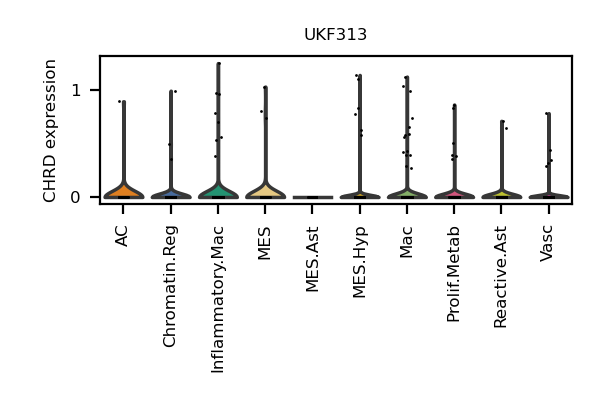 UKF313
CHRD expression
1
0
AC
Chromatin.Reg
Inflammatory.Mac
MES
MES.Ast
MES.Hyp
Mac
Prolif.Metab
Reactive.Ast
Vasc